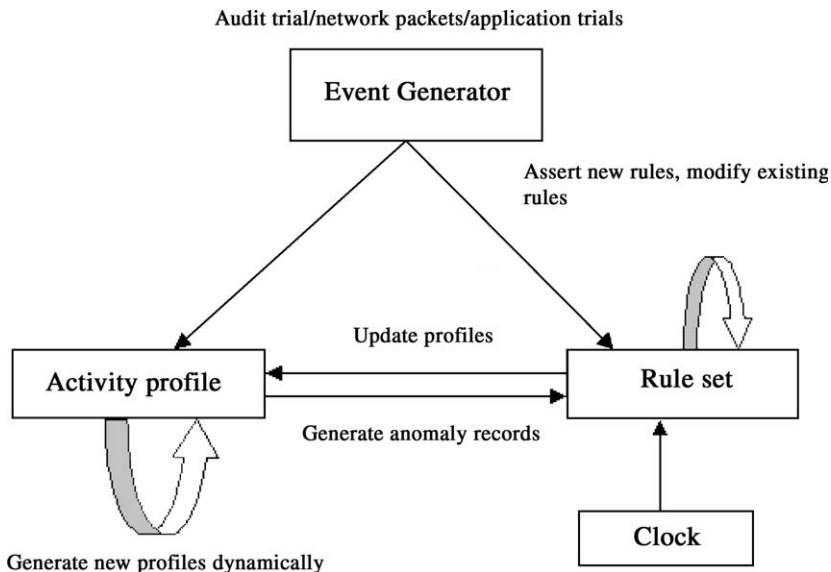 Audit trial/network packets/application trials
Event Generator
Assert new rules, modify existing
rules
Update profiles
Activity profile
Rule set
Generate anomaly records
Clock
Generate new profiles dynamically